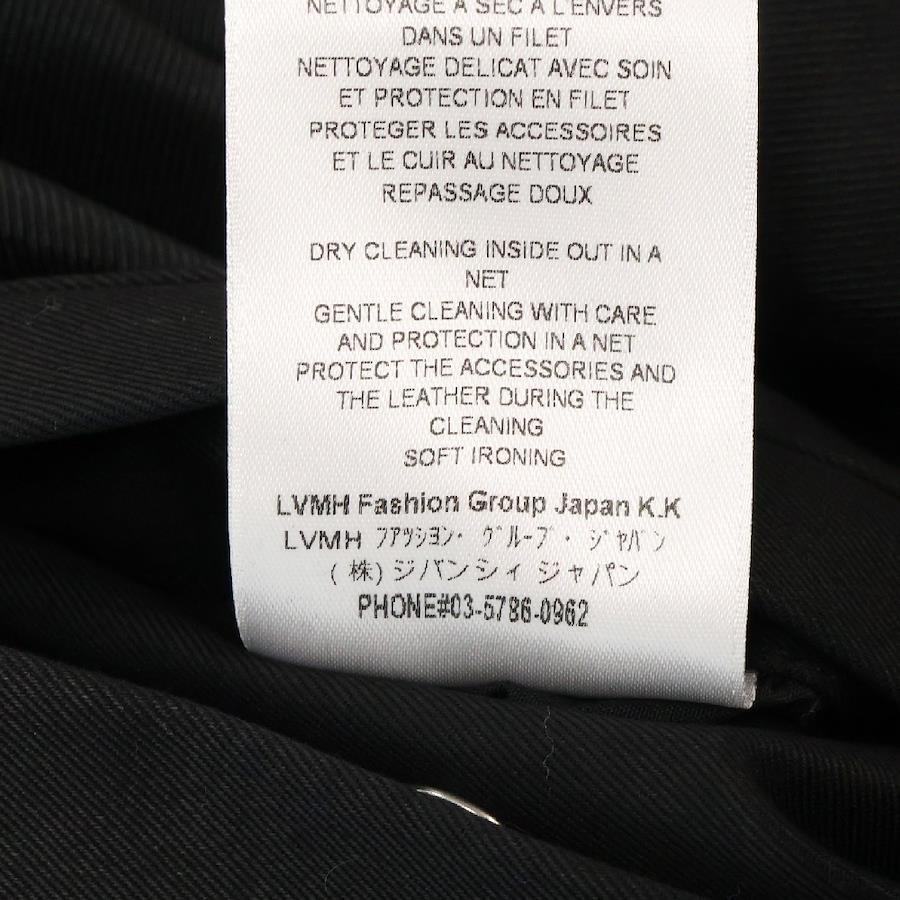 NETTOYAGE A SEC A L'ENVERS
DANS UN FILET
NETTOYAGE DELICAT AVEC SOIN
ET PROTECTION EN FILET
PROTEGER LES ACCESSOIRES
ET LE CUIR AU NETTOYAGE
REPASSAGE DOUX
DRY CLEANING INSIDE OUT IN A
NET
GENTLE CLEANING WITH CARE
AND PROTECTION IN A NET
PROTECT THE ACCESSORIES AND
THE LEATHER DURING THE
CLEANING
SOFT IRONING
LVMH Fashion Group Japan K.K
LVMH ファッション・グループ・ジャパン
(株)ジバンシィ ジャパン
PHONE#03-5786-0962